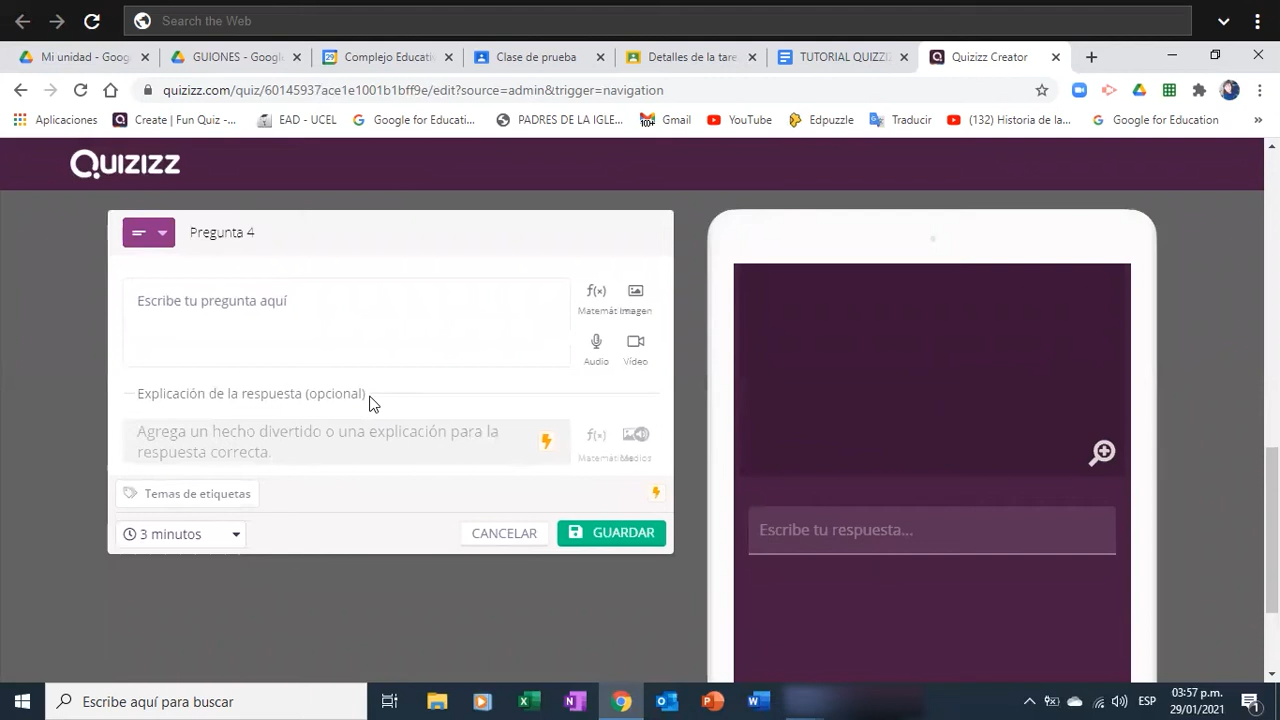 Search the Web
Mi unidad - Goog
GUIONES - Google
Complejo Educati
Clase de prueba
Detalles de la tare
TUTORIAL QUIZZI
Quizizz Creator
quizizz.com/quiz/60145937ace1e1001b1bff9e/edit?source=admin&trigger=navigation
Aplicaciones
Create | Fun Quiz -...
EAD - UCEL
Google for Educati...
PADRES DE LA IGLE...
Gmail
YouTube
Edpuzzle
Traducir
(132) Historia de la...
Google for Education
»
Quizizz
Pregunta 4
Escribe tu pregunta aquí
f(x)
Matemát
Imagen
Audio
Vídeo
Explicación de la respuesta (opcional)
Agrega un hecho divertido o una explicación para la
respuesta correcta.
f(x)
Temas de etiquetas
3 minutos
CANCELAR
GUARDAR
Escribe tu respuesta...
Escribe aquí para buscar
ESP
03:57 p.m.
29/01/2021